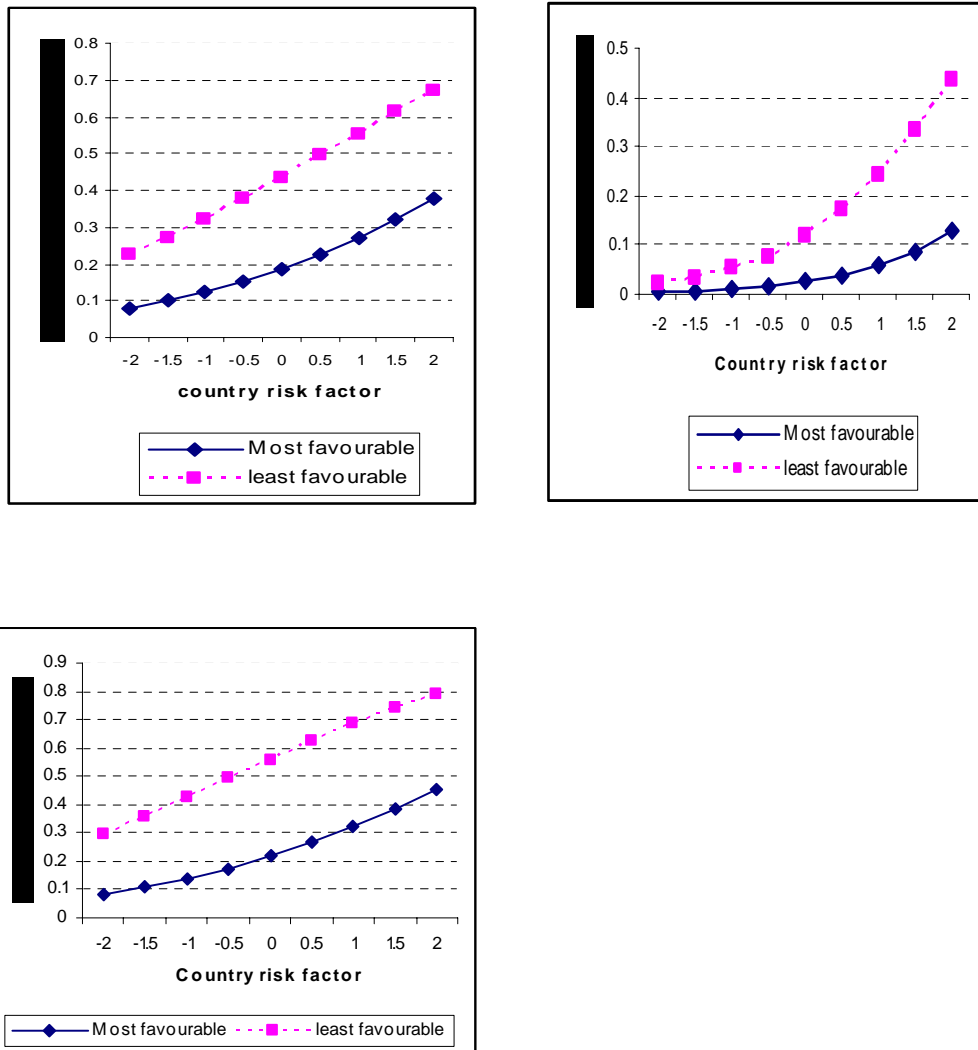 0.8
0.7
0.6
0.5
0.4
0.3
0.2
0.1
0
-2 -1.5 -1 -0.5 0 0.5 1 1.5 2
country risk factor
Most favourable
least favourable
0.5
0.4
0.3
0.2
0.1
0
-2 -1.5 -1 -0.5 0 0.5 1 1.5 2
Country risk factor
Most favourable
least favourable
0.9
0.8
0.7
0.6
0.5
0.4
0.3
0.2
0.1
0
-2 -1.5 -1 -0.5 0 0.5 1 1.5 2
Country risk factor
Most favourable least favourable